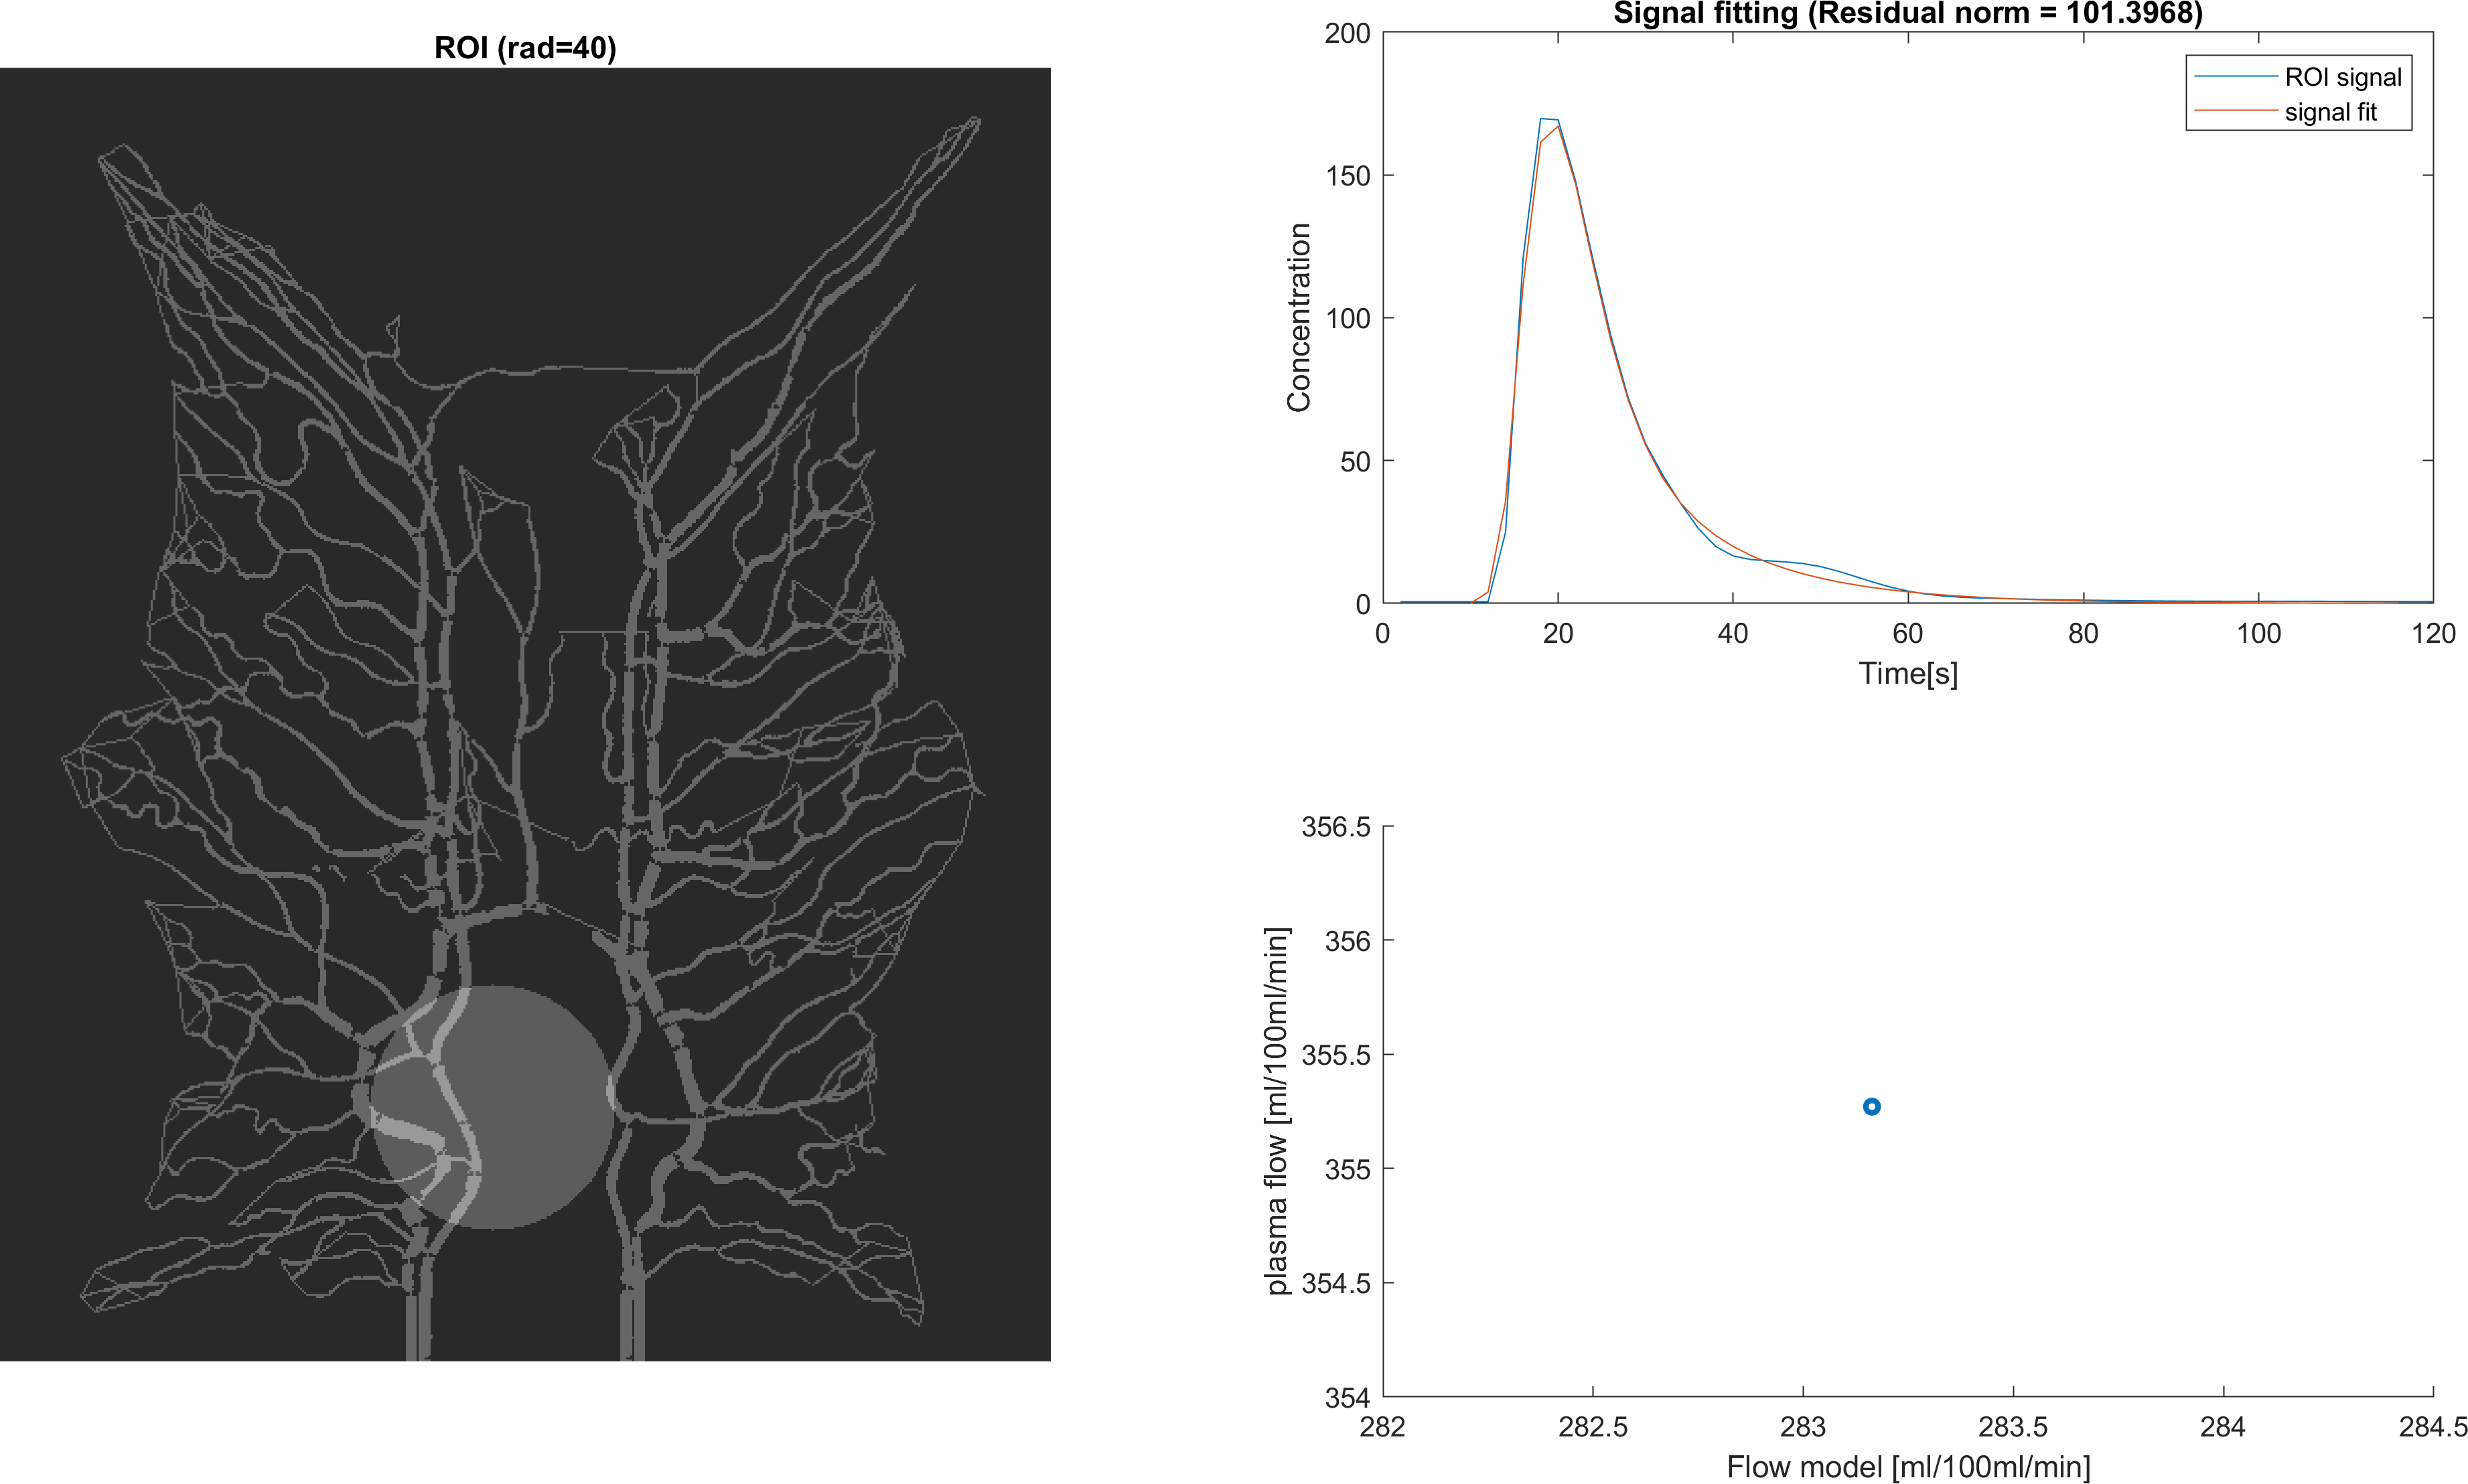 ROI (rad=40)
Signal fitting (Residual norm = 101.3968)
200
150
100
50
0
Concentration
ROI signal
signal fit
0 20 40 60 80 100 120
Time[s]
356.5
356
355.5
355
354.5
354
plasma flow [ml/100ml/min]
282 282.5 283 283.5 284 284.5
Flow model [ml/100ml/min]